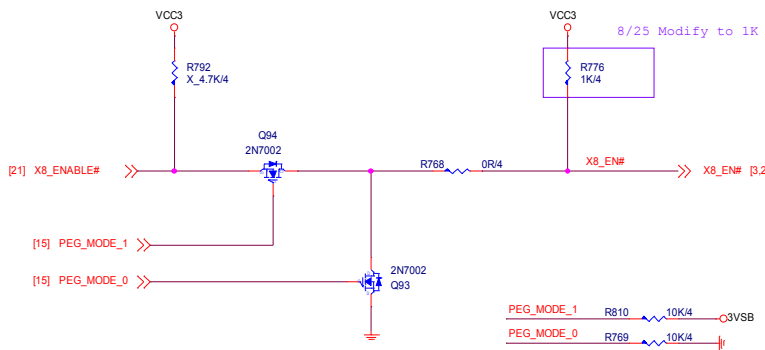 VCC3
VCC3
8/25 Modify to 1K
R792
X_4.7K/4
R776
1K/4
Q94
2N7002
[21] X8_ENABLE#
R768 0R/4
X8_EN#
X8_EN# [3,2
[15] PEG_MODE_1
2N7002
[15] PEG_MODE_0
Q93
PEG_MODE_1 R810 10K/4 3VSB
PEG_MODE_0 R769 10K/4